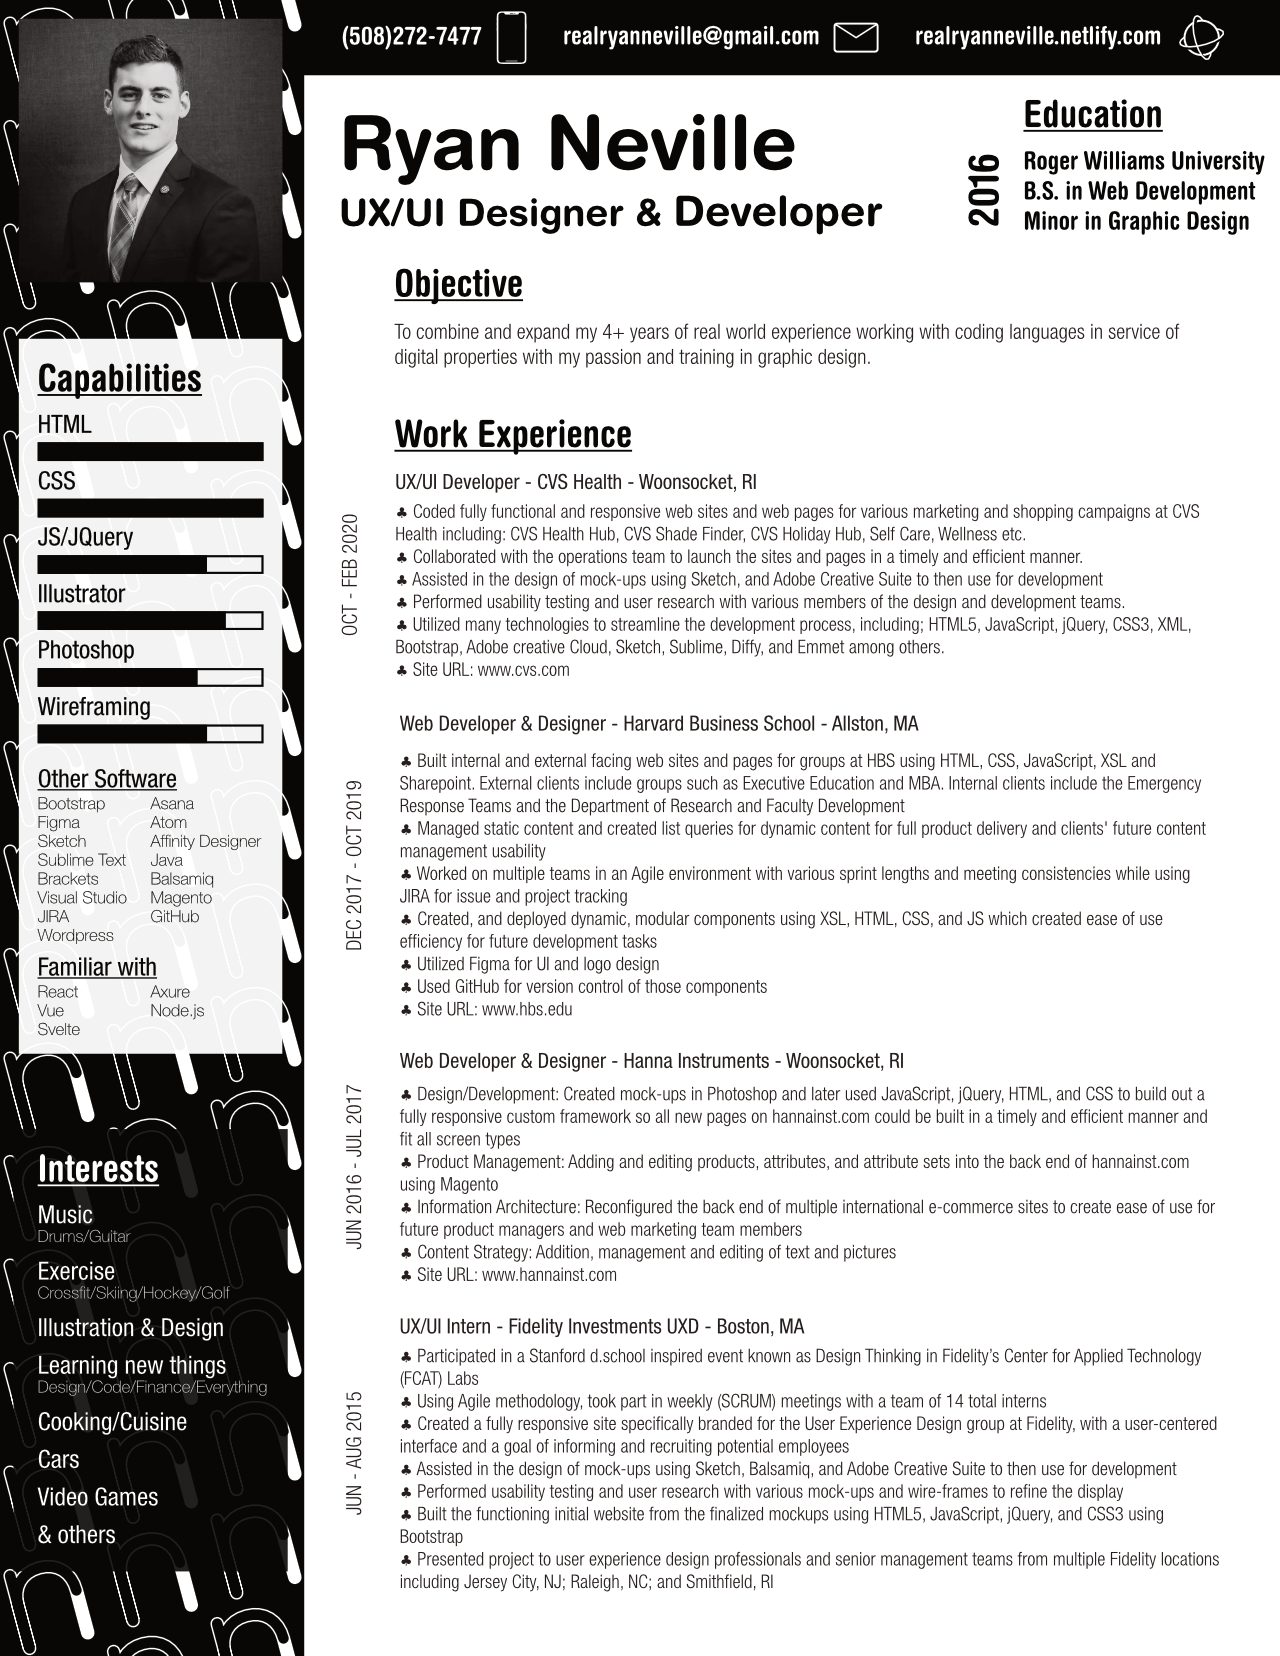 (508)272-7477
realryanneville@gmail.com
realryanneville.netlify.com
Ryan Neville
UX/UI Designer & Developer
Education
2016
Roger Williams University
B.S. in Web Development
Minor in Graphic Design
Objective
To combine and expand my 4+ years of real world experience working with coding languages in service of
digital properties with my passion and training in graphic design.
Capabilities
HTML
CSS
JS/JQuery
Illustrator
Photoshop
Wireframing
Other Software
Bootstrap
Figma
Sketch
Sublime Text
Brackets
Visual Studio
JIRA
Wordpress
Asana
Atom
Affinity Designer
Java
Balsamiq
Magento
GitHub
Familiar with
React
Vue
Svelte
Axure
Node.js
Interests
Music
Drums/Guitar
Exercise
Crossfit/Skiing/Hockey/Golf
Illustration & Design
Learning new things
Design/Code/Finance/Everything
Cooking/Cuisine
Cars
Video Games
& others
Work Experience
UX/UI Developer - CVS Health - Woonsocket, RI
OCT - FEB 2020
♣ Coded fully functional and responsive web sites and web pages for various marketing and shopping campaigns at CVS
Health including: CVS Health Hub, CVS Shade Finder, CVS Holiday Hub, Self Care, Wellness etc.
♣ Collaborated with the operations team to launch the sites and pages in a timely and efficient manner.
♣ Assisted in the design of mock-ups using Sketch, and Adobe Creative Suite to then use for development
♣ Performed usability testing and user research with various members of the design and development teams.
♣ Utilized many technologies to streamline the development process, including; HTML5, JavaScript, jQuery, CSS3, XML,
Bootstrap, Adobe creative Cloud, Sketch, Sublime, Diffy, and Emmet among others.
♣ Site URL: www.cvs.com
Web Developer & Designer - Harvard Business School - Allston, MA
DEC 2017 - OCT 2019
♣ Built internal and external facing web sites and pages for groups at HBS using HTML, CSS, JavaScript, XSL and
Sharepoint. External clients include groups such as Executive Education and MBA. Internal clients include the Emergency
Response Teams and the Department of Research and Faculty Development
♣ Managed static content and created list queries for dynamic content for full product delivery and clients' future content
management usability
♣ Worked on multiple teams in an Agile environment with various sprint lengths and meeting consistencies while using
JIRA for issue and project tracking
♣ Created, and deployed dynamic, modular components using XSL, HTML, CSS, and JS which created ease of use
efficiency for future development tasks
♣ Utilized Figma for UI and logo design
♣ Used GitHub for version control of those components
♣ Site URL: www.hbs.edu
Web Developer & Designer - Hanna Instruments - Woonsocket, RI
JUN 2016 - JUL 2017
♣ Design/Development: Created mock-ups in Photoshop and later used JavaScript, jQuery, HTML, and CSS to build out a
fully responsive custom framework so all new pages on hannainst.com could be built in a timely and efficient manner and
fit all screen types
♣ Product Management: Adding and editing products, attributes, and attribute sets into the back end of hannainst.com
using Magento
♣ Information Architecture: Reconfigured the back end of multiple international e-commerce sites to create ease of use for
future product managers and web marketing team members
♣ Content Strategy: Addition, management and editing of text and pictures
♣ Site URL: www.hannainst.com
UX/UI Intern - Fidelity Investments UXD - Boston, MA
JUN - AUG 2015
♣ Participated in a Stanford d.school inspired event known as Design Thinking in Fidelity's Center for Applied Technology
(FCAT) Labs
♣ Using Agile methodology, took part in weekly (SCRUM) meetings with a team of 14 total interns
♣ Created a fully responsive site specifically branded for the User Experience Design group at Fidelity, with a user-centered
interface and a goal of informing and recruiting potential employees
♣ Assisted in the design of mock-ups using Sketch, Balsamiq, and Adobe Creative Suite to then use for development
♣ Performed usability testing and user research with various mock-ups and wire-frames to refine the display
♣ Built the functioning initial website from the finalized mockups using HTML5, JavaScript, jQuery, and CSS3 using
Bootstrap
♣ Presented project to user experience design professionals and senior management teams from multiple Fidelity locations
including Jersey City, NJ; Raleigh, NC; and Smithfield, RI